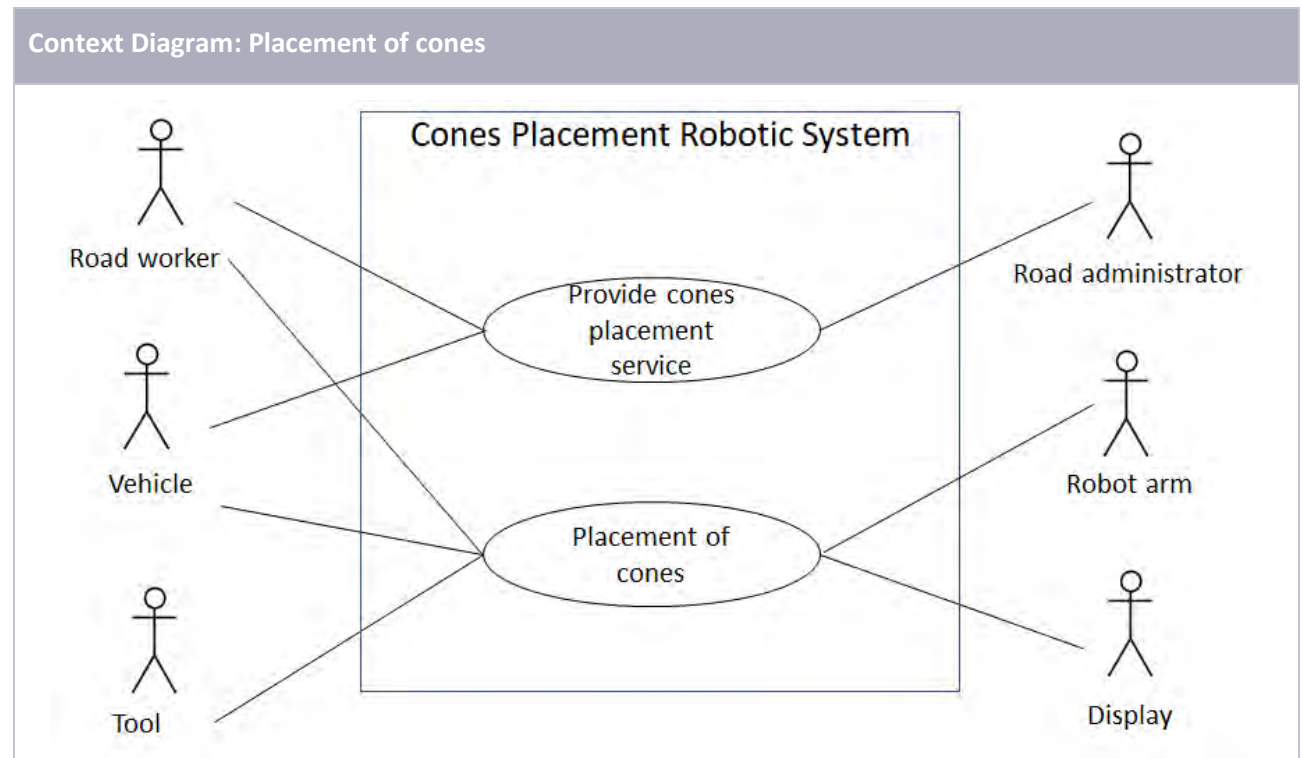 Context Diagram: Placement of cones
Cones Placement Robotic System
Road worker
Provide cones
placement
service
Road administrator
Vehicle
Robot arm
Placement of
cones
Tool
Display